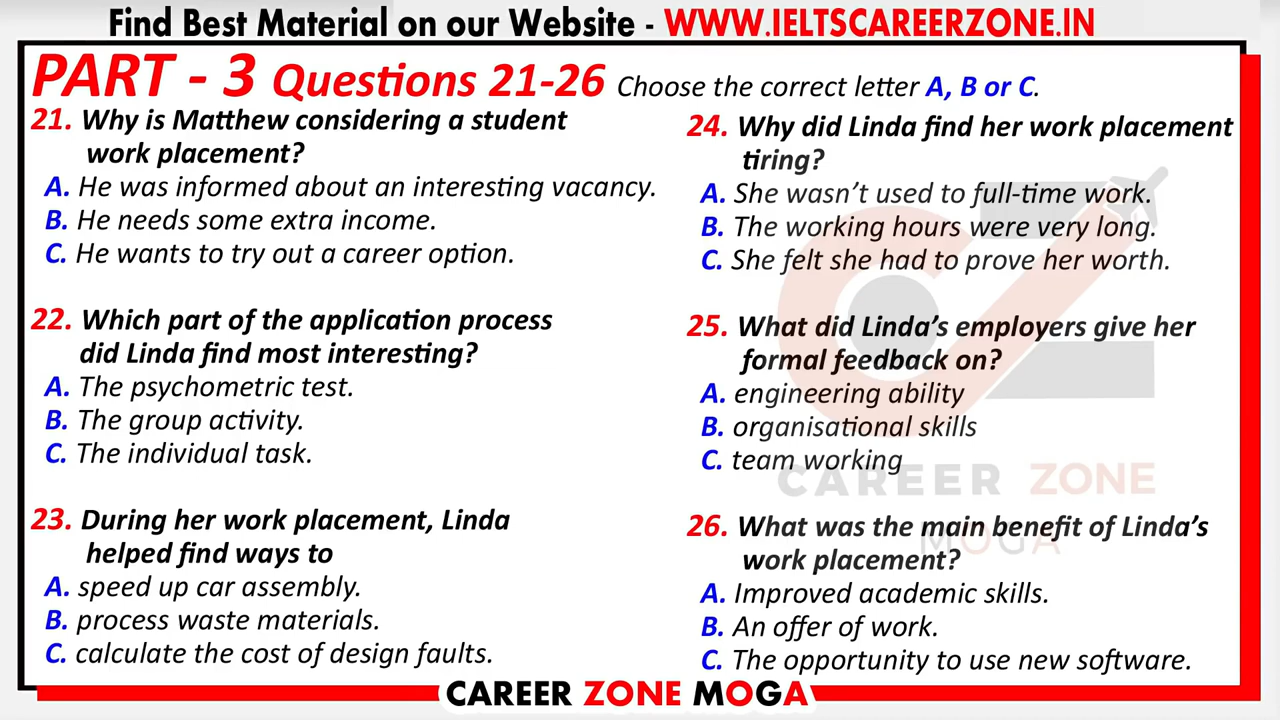 Find Best Material on our Website - WWW.IELTSCAREERZONE.IN
PART - 3 Questions 21-26 Choose the correct letter A, B or C.
21. Why is Matthew considering a student
work placement?
A. He was informed about an interesting vacancy.
B. He needs some extra income.
C. He wants to try out a career option.
22. Which part of the application process
did Linda find most interesting?
A. The psychometric test.
B. The group activity.
C. The individual task.
23. During her work placement, Linda
helped find ways to
A. speed up car assembly.
B. process waste materials.
C. calculate the cost of design faults.
24. Why did Linda find her work placement
tiring?
A. She wasn't used to full-time work.
B. The working hours were very long.
C. She felt she had to prove her worth.
25. What did Linda's employers give her
formal feedback on?
A. engineering ability
B. organisational skills
C. team working
26. What was the main benefit of Linda's
work placement?
A. Improved academic skills.
B. An offer of work.
C. The opportunity to use new software.
CAREER ZONE
MOGA
CAREER ZONE MOGA